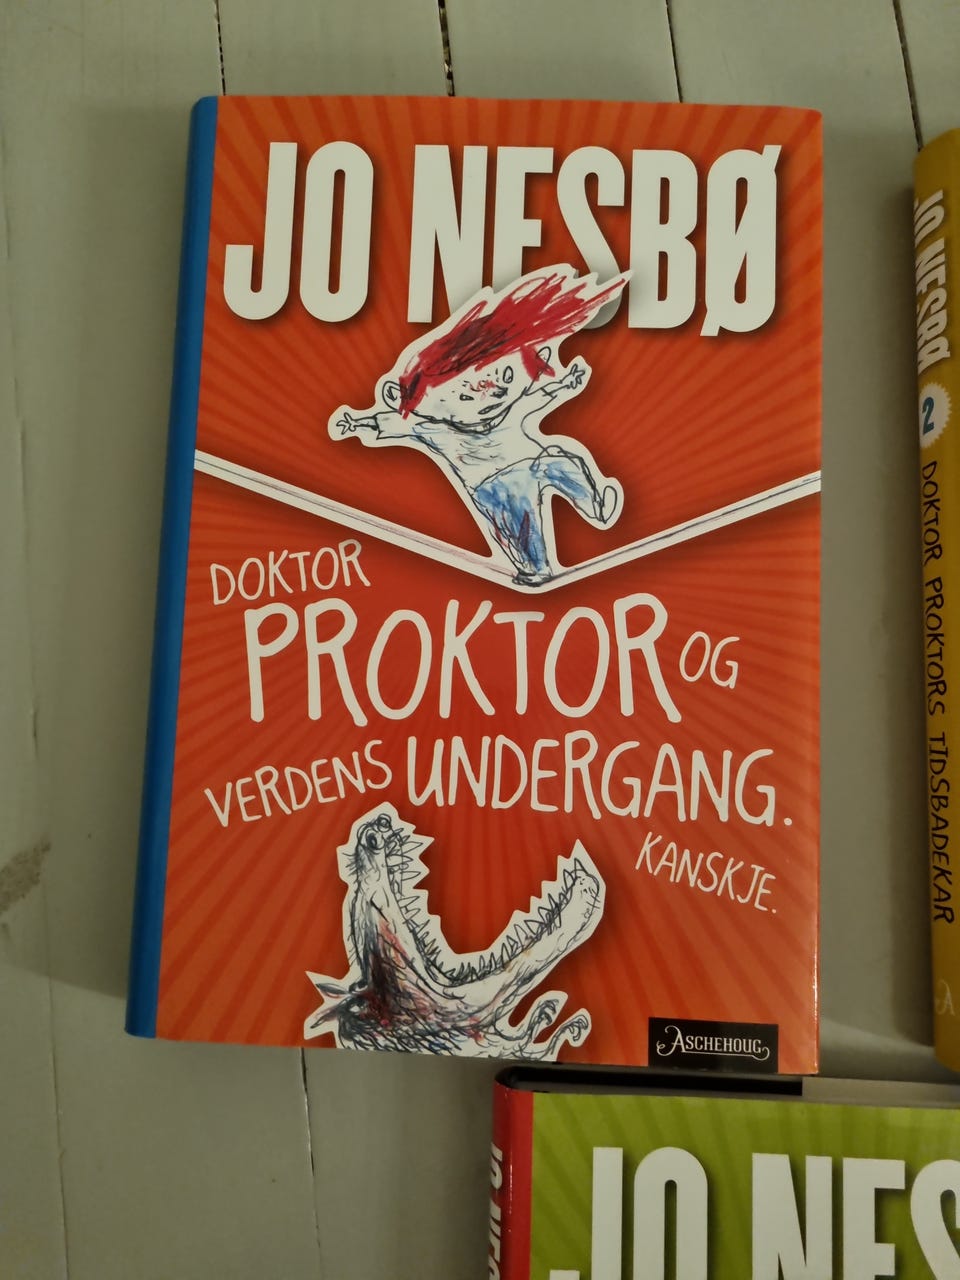 JO NESBØ
DOKTOR
PROKTOR OG
VERDENS UNDERGANG.
KANSKJE.
ASCHEHOUG
JO NESBØ
2
DOKTOR PROKTORS TIDSBADEKAR
A
JO NES